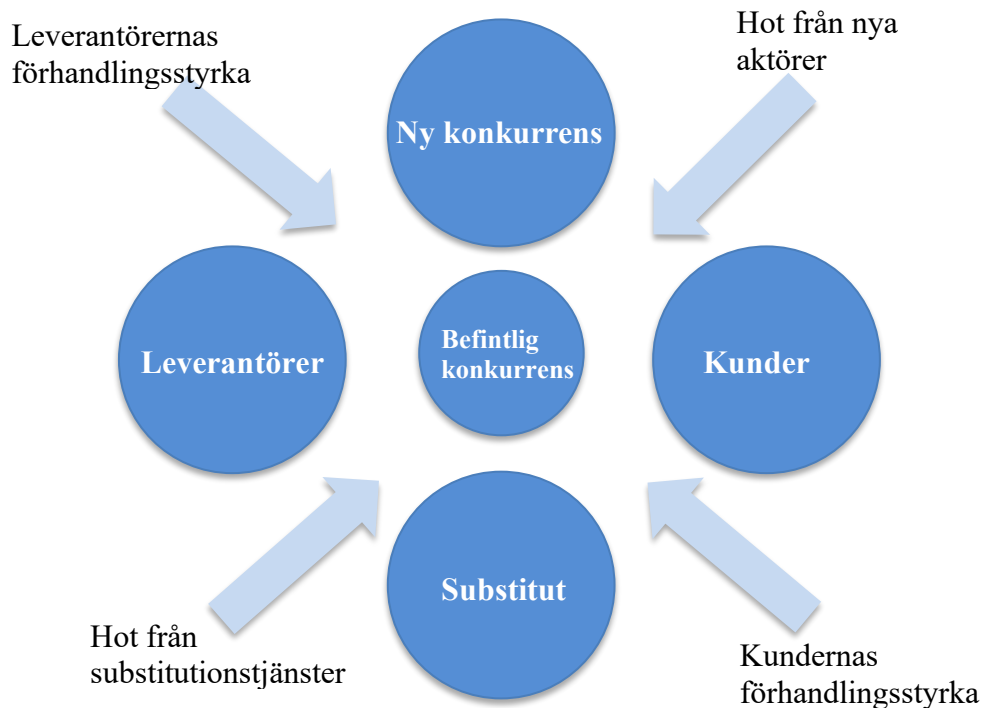 Leverantörernas
förhandlingsstyrka
Hot från nya
aktörer
Ny konkurrens
Leverantörer
Befintlig
konkurrens
Kunder
Substitut
Hot från
substitutionstjänster
Kundernas
förhandlingsstyrka